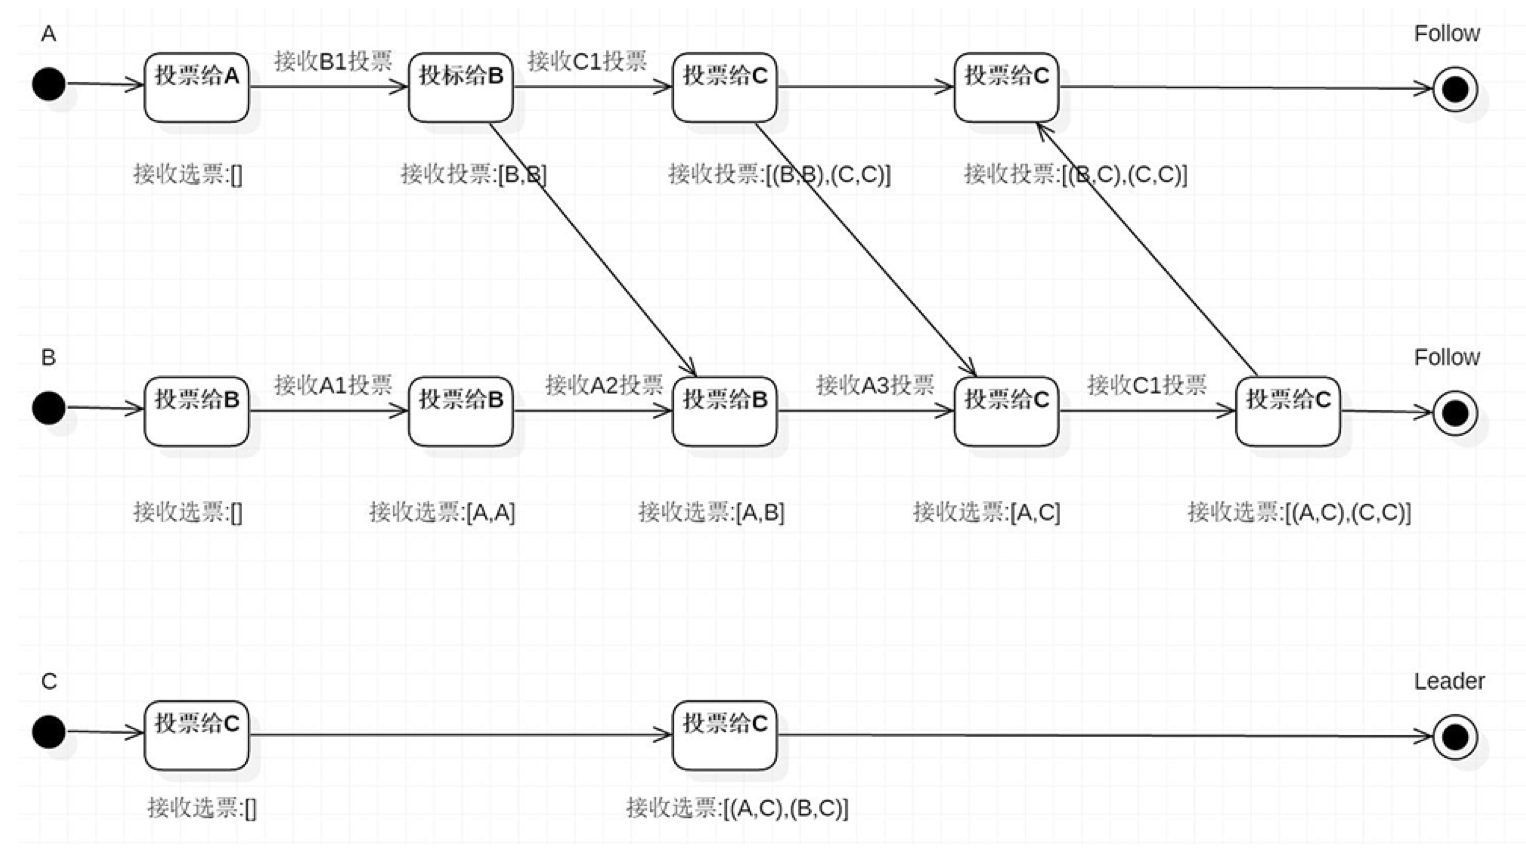 A
Follow
投票给A
接收B1投票
投标给B
接收C1投票
投票给C
投票给C
接收选票:[]
接收投票:[B,B]
接收投票:[(B,B),(C,C)]
接收投票:[(B,C),(C,C)]
B
Follow
投票给B
接收A1投票
投票给B
接收A2投票
投票给B
接收A3投票
投票给C
接收C1投票
投票给C
接收选票:[]
接收选票:[A,A]
接收选票:[A,B]
接收选票:[A,C]
接收选票:[(A,C),(C,C)]
C
Leader
投票给C
投票给C
接收选票:[]
接收选票:[(A,C),(B,C)]